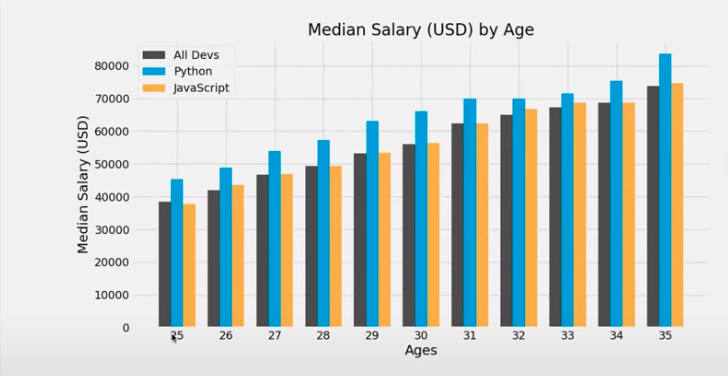 Median Salary (USD) by Age
All Devs
Python
JavaScript
Median Salary (USD)
80000
70000
60000
50000
40000
30000
20000
10000
0
25 26 27 28 29 30 31 32 33 34 35
Ages